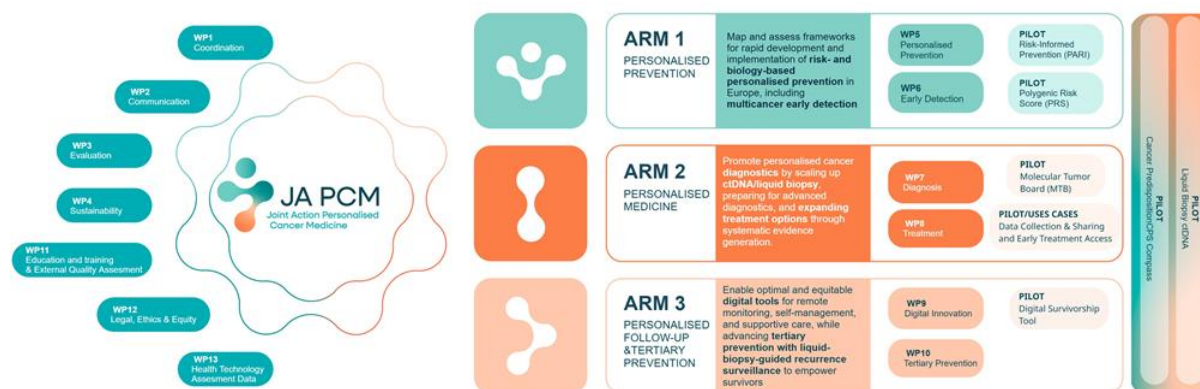 WP1
Coordination
WP2
Communication
WP3
Evaluation
WP4
Sustainability
WP11
Education and training
& External Quality Assesment
WP12
Legal, Ethics & Equity
WP13
Health Technology
Assesment Data
JA PCM
Joint Action Personalised
Cancer Medicine
ARM 1
PERSONALISED
PREVENTION
Map and assess frameworks
for rapid development and
implementation of risk- and
biology-based
personalised prevention in
Europe, including
multicancer early detection
WP5
Personalised
Prevention
WP6
Early Detection
PILOT
Risk-Informed
Prevention (PARI)
PILOT
Polygenic Risk
Score (PRS)
ARM 2
PERSONALISED
MEDICINE
Promote personalised cancer
diagnostics by scaling up
ctDNA/liquid biopsy,
preparing for advanced
diagnostics, and expanding
treatment options through
systematic evidence
generation.
WP7
Diagnosis
WP8
Treatment
PILOT
Molecular Tumor
Board (MTB)
PILOT/USES CASES
Data Collection & Sharing
and Early Treatment Access
ARM 3
PERSONALISED
FOLLOW-UP
&TERTIARY
PREVENTION
Enable optimal and equitable
digital tools for remote
monitoring, self-management,
and supportive care, while
advancing tertiary
prevention with liquid-
biopsy-guided recurrence
surveillance to empower
survivors
WP9
Digital Innovation
WP10
Tertiary Prevention
PILOT
Digital Survivorship
Tool
PILOT
Cancer PredispositionCPS Compass
PILOT
Liquid Biopsy ctDNA